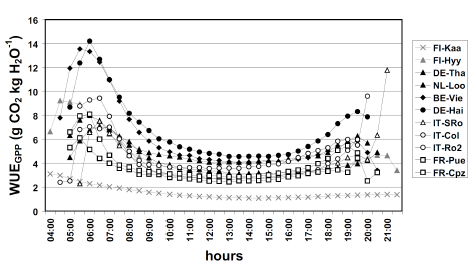 WUE GPP (g CO2 kg H2O-1)
16
14
12
10
8
6
4
2
0
04:00
05:00
06:00
07:00
08:00
09:00
10:00
11:00
12:00
13:00
14:00
15:00
16:00
17:00
18:00
19:00
20:00
21:00
hours
FI-Kaa
FI-Hyy
DE-Tha
NL-Loo
BE-Vie
DE-Hai
IT-SRo
IT-Col
IT-Ro2
FR-Pue
FR-Cpz